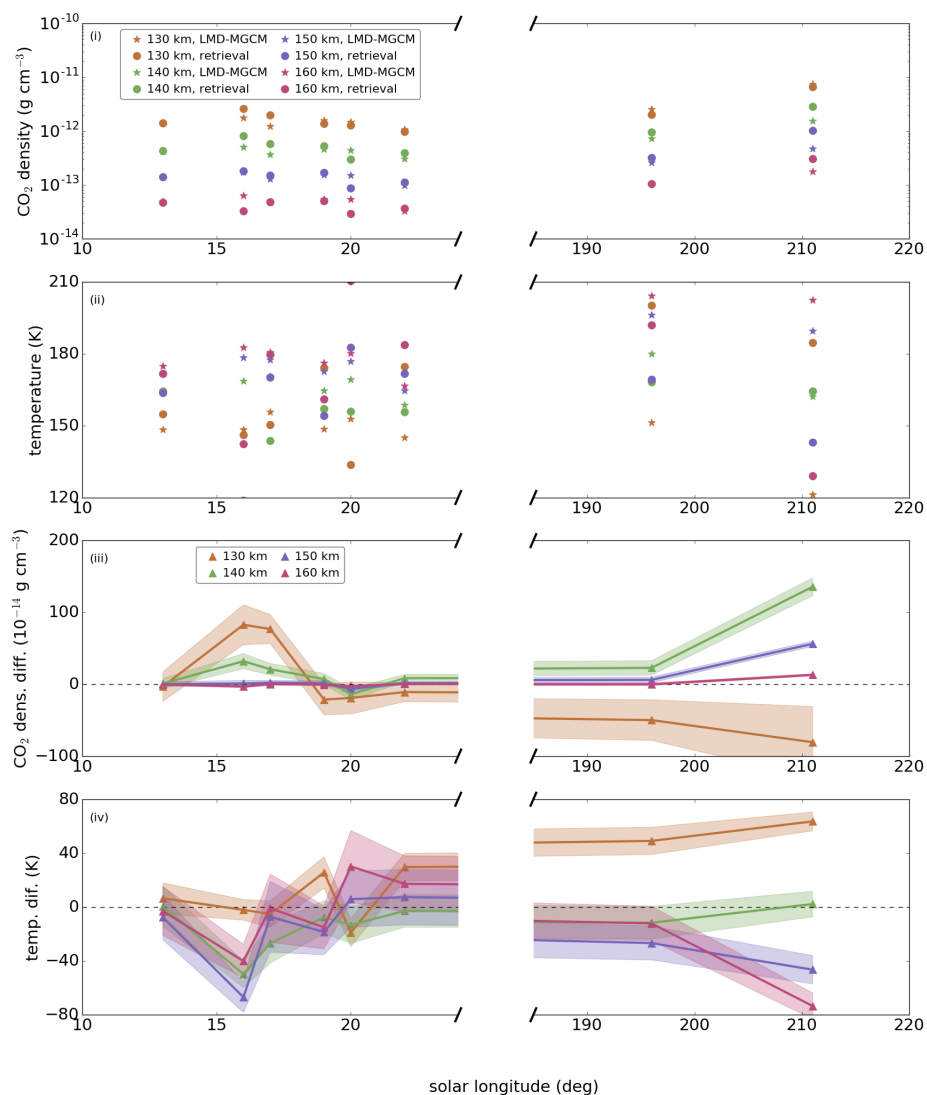 CO₂ density (g cm⁻³)
10⁻¹⁰
10⁻¹¹
10⁻¹²
10⁻¹³
10⁻¹⁴
(i)
130 km, LMD-MGCM
130 km, retrieval
140 km, LMD-MGCM
140 km, retrieval
150 km, LMD-MGCM
150 km, retrieval
160 km, LMD-MGCM
160 km, retrieval
10 15 20 190 200 210 220
temperature (K)
210
180
150
120
(ii)
10 15 20 190 200 210 220
CO₂ dens. diff. (10⁻¹⁴ g cm⁻³)
200
100
0
−100
(iii)
130 km
140 km
150 km
160 km
10 15 20 190 200 210 220
temp. dif. (K)
80
40
0
−40
−80
(iv)
10 15 20 190 200 210 220
solar longitude (deg)